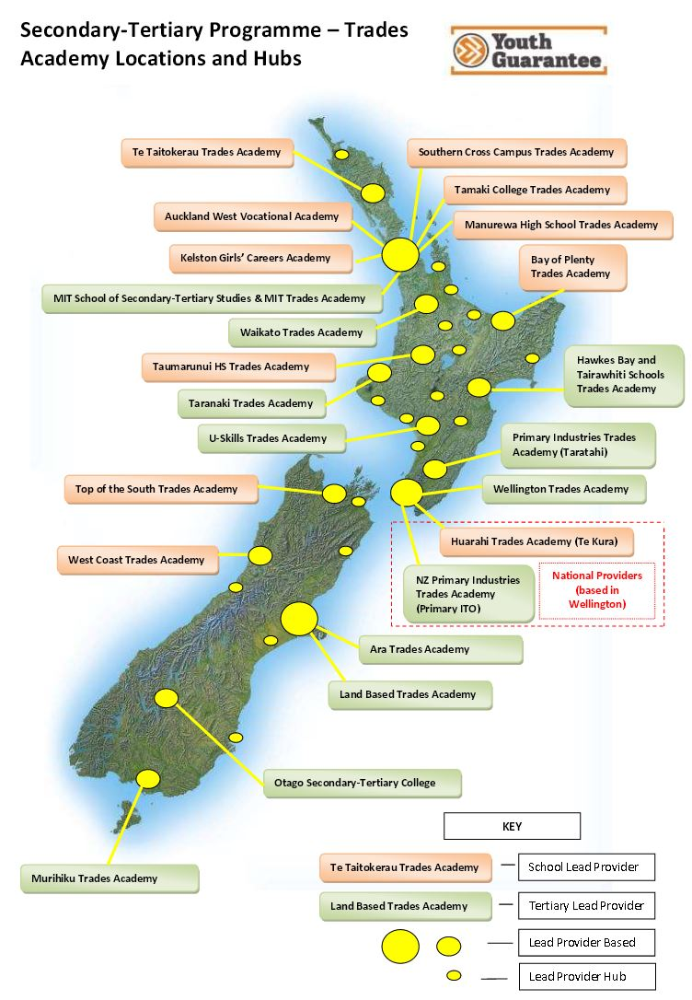 Secondary-Tertiary Programme – Trades
Academy Locations and Hubs
Youth
Guarantee
Te Taitokerau Trades Academy
Southern Cross Campus Trades Academy
Tamaki College Trades Academy
Auckland West Vocational Academy
Manurewa High School Trades Academy
Kelston Girls’ Careers Academy
Bay of Plenty
Trades Academy
MIT School of Secondary-Tertiary Studies & MIT Trades Academy
Waikato Trades Academy
Taumarunui HS Trades Academy
Hawkes Bay and
Tairawhiti Schools
Trades Academy
Taranaki Trades Academy
U-Skills Trades Academy
Primary Industries Trades
Academy (Taratahi)
Top of the South Trades Academy
Wellington Trades Academy
Huarahi Trades Academy (Te Kura)
West Coast Trades Academy
NZ Primary Industries
Trades Academy
(Primary ITO)
National Providers
(based in
Wellington)
Ara Trades Academy
Land Based Trades Academy
Otago Secondary-Tertiary College
Murihiku Trades Academy
KEY
Te Taitokerau Trades Academy
School Lead Provider
Land Based Trades Academy
Tertiary Lead Provider
Lead Provider Based
Lead Provider Hub